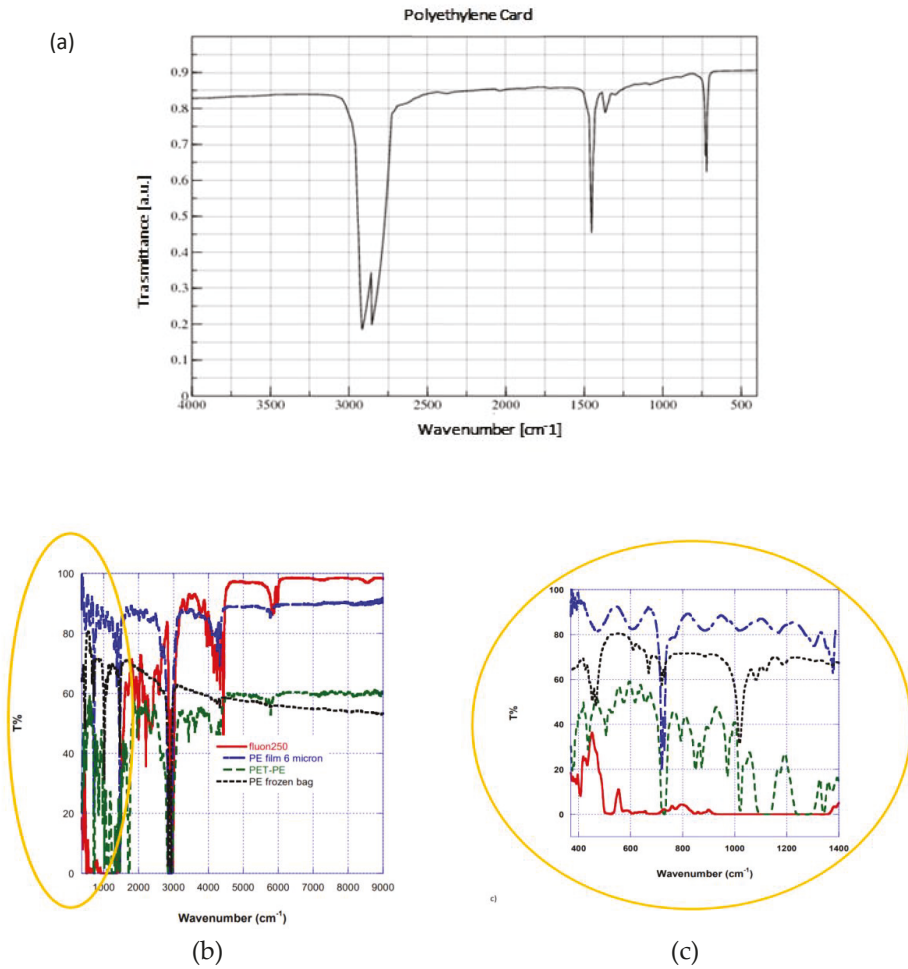 Polyethylene Card
(a)
Trasmittance [a.u.]
0.9
0.8
0.7
0.6
0.5
0.4
0.3
0.2
0.1
0
4000 3000 3500 2500 2000 1500 1000 500
Wavenumber [cm-1]
T%
100
80
60
40
20
0
fluon250
PE film 6 micron
PET-PE
PE frozen bag
1000 2000 3000 4000 5000 6000 7000 8000 9000
Wavenumber (cm-1)
(b)
T%
100
80
60
40
20
0
400 600 800 1000 1200 1400
Wavenumber (cm-1)
c)
(c)